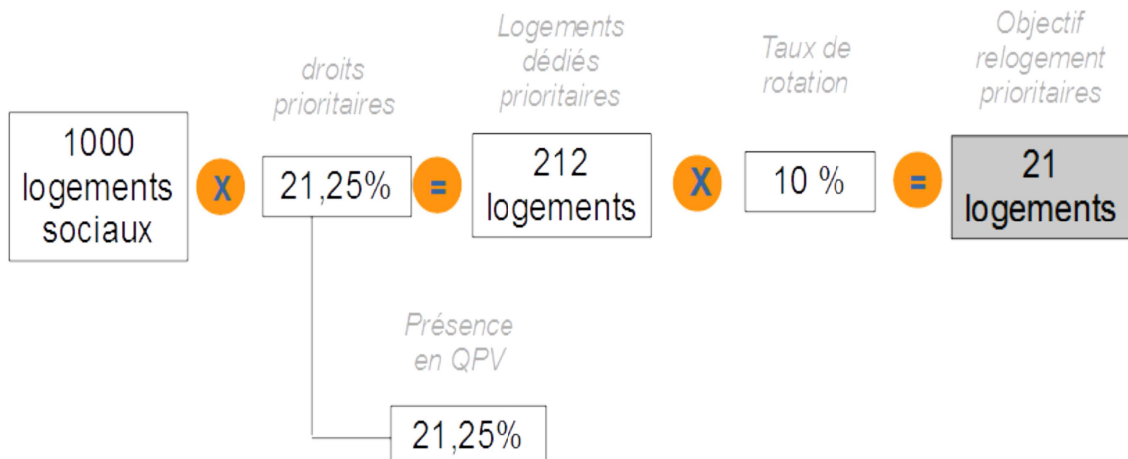 droits
prioritaires
Logements
dédiés
prioritaires
Taux de
rotation
Objectif
relogement
prioritaires
1000
logements
sociaux
X
21,25%
=
212
logements
X
10 %
=
21
logements
Présence
en QPV
21,25%